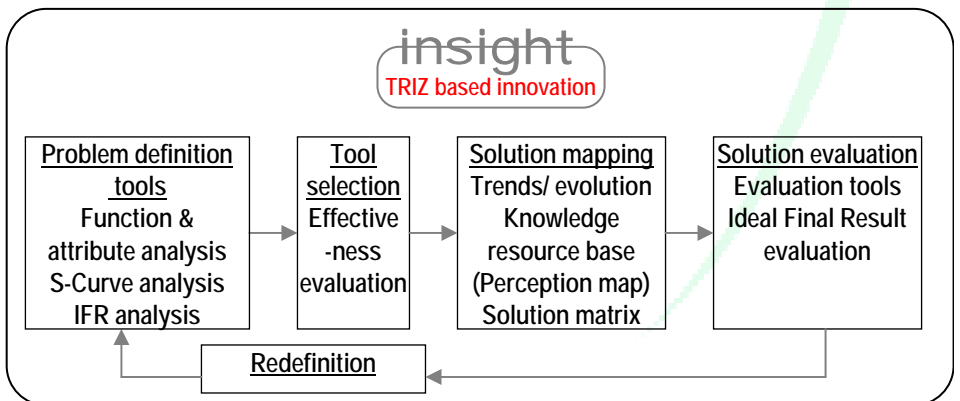 insight
TRIZ based innovation
Problem definition
tools
Function &
attribute analysis
S-Curve analysis
IFR analysis
Tool
selection
Effective
-ness
evaluation
Solution mapping
Trends/ evolution
Knowledge
resource base
(Perception map)
Solution matrix
Solution evaluation
Evaluation tools
Ideal Final Result
evaluation
Redefinition